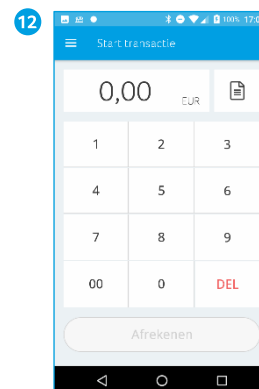 12
100% 17:0
Start transactie
0,00 EUR
1 2 3
4 5 6
7 8 9
00 0 DEL
Afrekenen